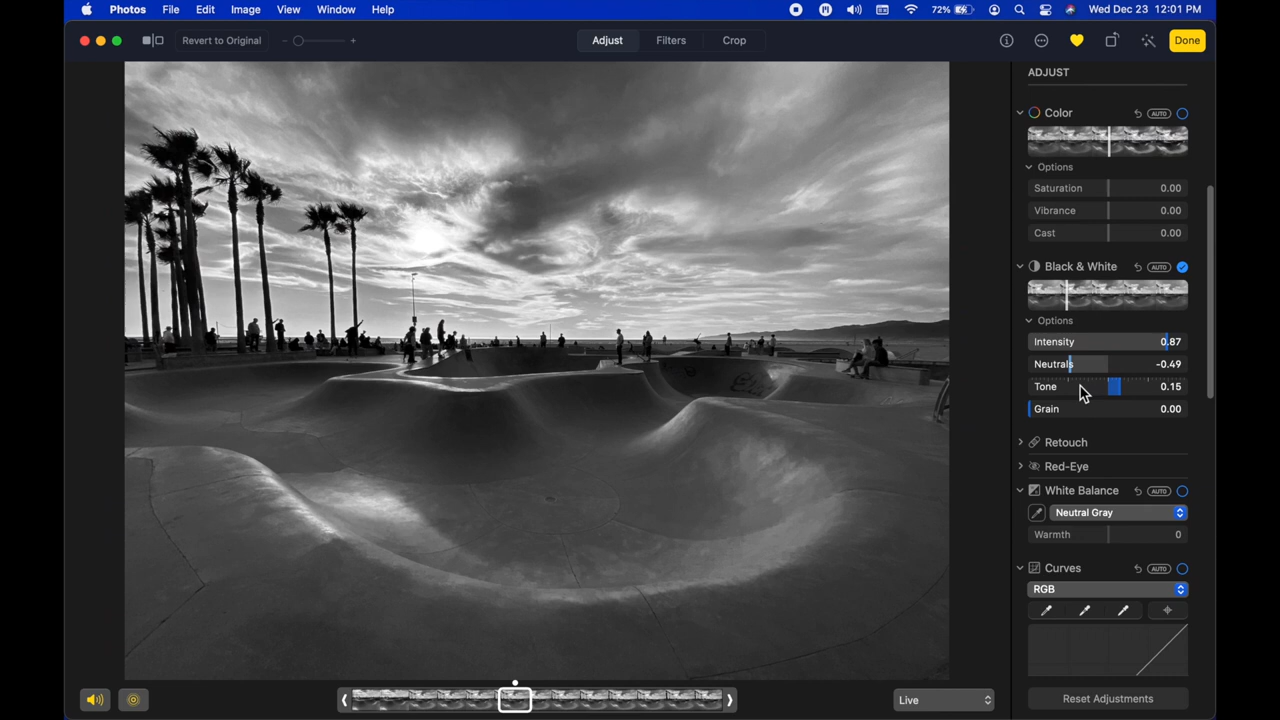 Photos File Edit Image View Window Help 72% Wed Dec 23 12:01 PM
Revert to Original - + Adjust Filters Crop Done
ADJUST
Color AUTO
Options
Saturation 0.00
Vibrance 0.00
Cast 0.00
Black & White AUTO
Options
Intensity 0.87
Neutrals -0.49
Tone 0.15
Grain 0.00
Retouch
Red-Eye
White Balance AUTO
Neutral Gray
Warmth 0
Curves AUTO
RGB
Live Reset Adjustments